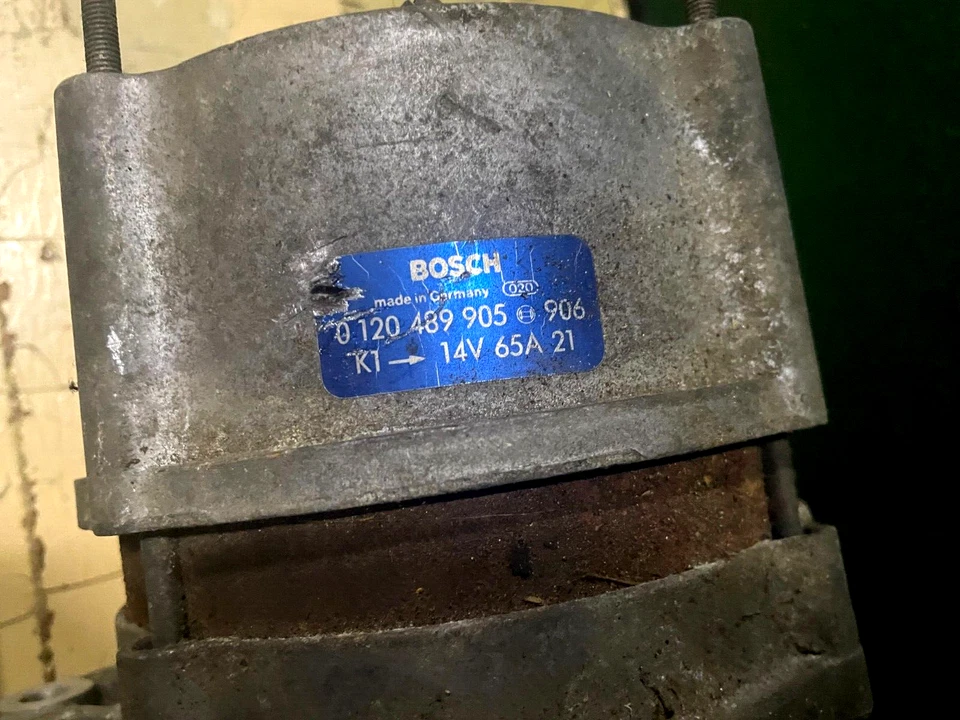 BOSCH
made in Germany 020
0 120 489 905 906
K1 → 14V 65A 21